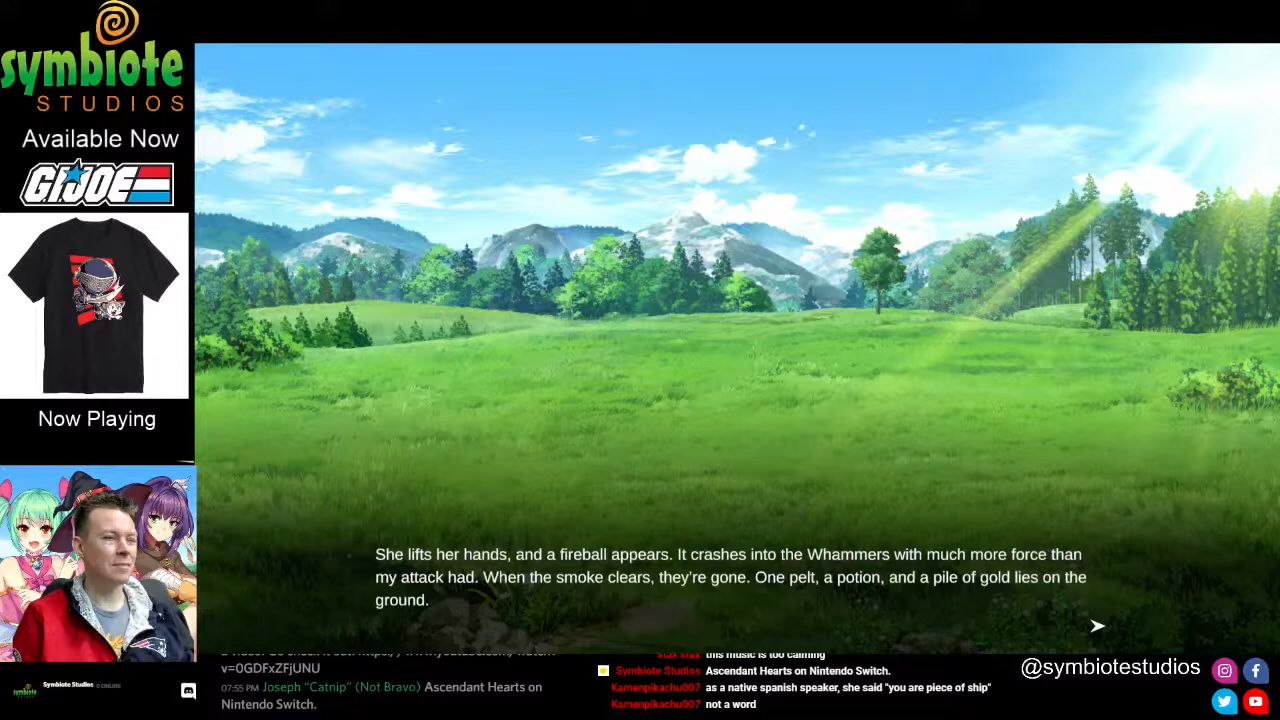 symbiote
STUDIOS
Available Now
G.I.JOE
Now Playing
She lifts her hands, and a fireball appears. It crashes into the Whammers with much more force than
my attack had. When the smoke clears, they're gone. One pelt, a potion, and a pile of gold lies on the
ground.
v=0GDFxZFjUNU
07:55 PM Joseph "Catnip" (Not Bravo) Ascendant Hearts on
Nintendo Switch.
this music is too calming
Symbiote Studios Ascendant Hearts on Nintendo Switch.
Kamenpikachu007 as a native spanish speaker, she said "you are piece of ship"
Kamenpikachu007 not a word
@symbiotestudios
Symbiote Studios
ONLINE